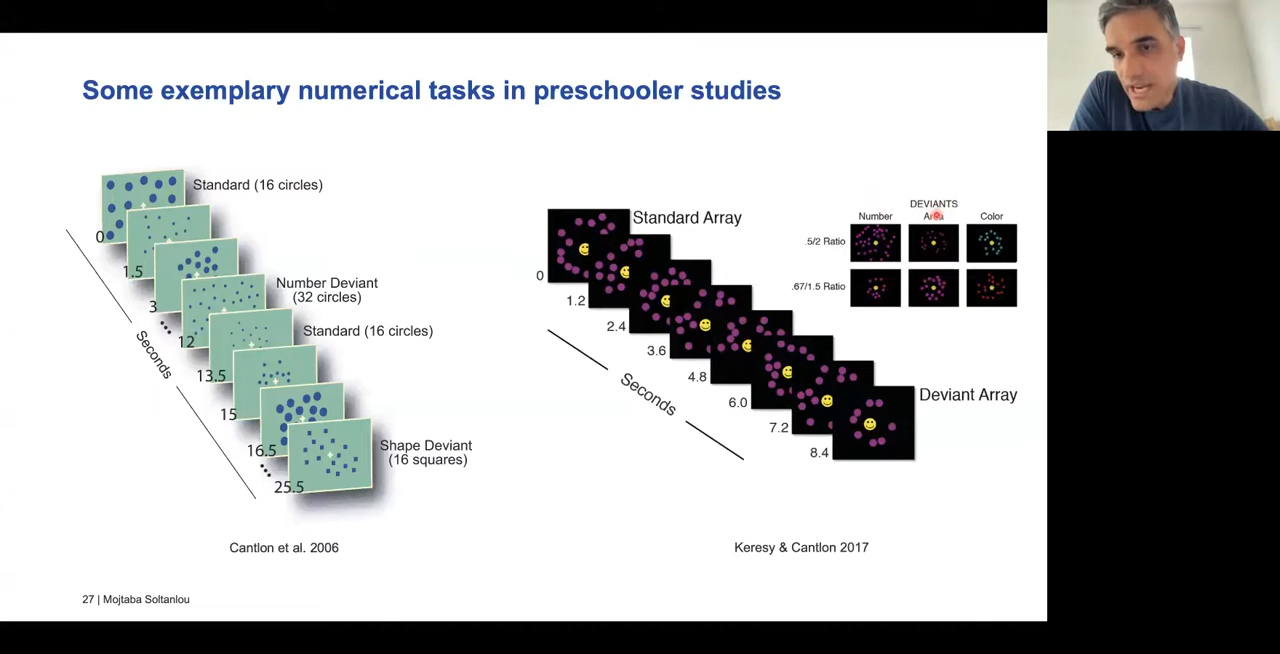 Some exemplary numerical tasks in preschooler studies
Standard (16 circles)
Number Deviant
(32 circles)
Standard (16 circles)
Shape Deviant
(16 squares)
0
1.5
3
12
13.5
15
16.5
25.5
Seconds
Cantlon et al. 2006
Standard Array
Deviant Array
0
1.2
2.4
3.6
4.8
6.0
7.2
8.4
Seconds
DEVIANTS
Number Area Color
.5/2 Ratio
.67/1.5 Ratio
Keresy & Cantlon 2017
27 | Mojtaba Soltanlou